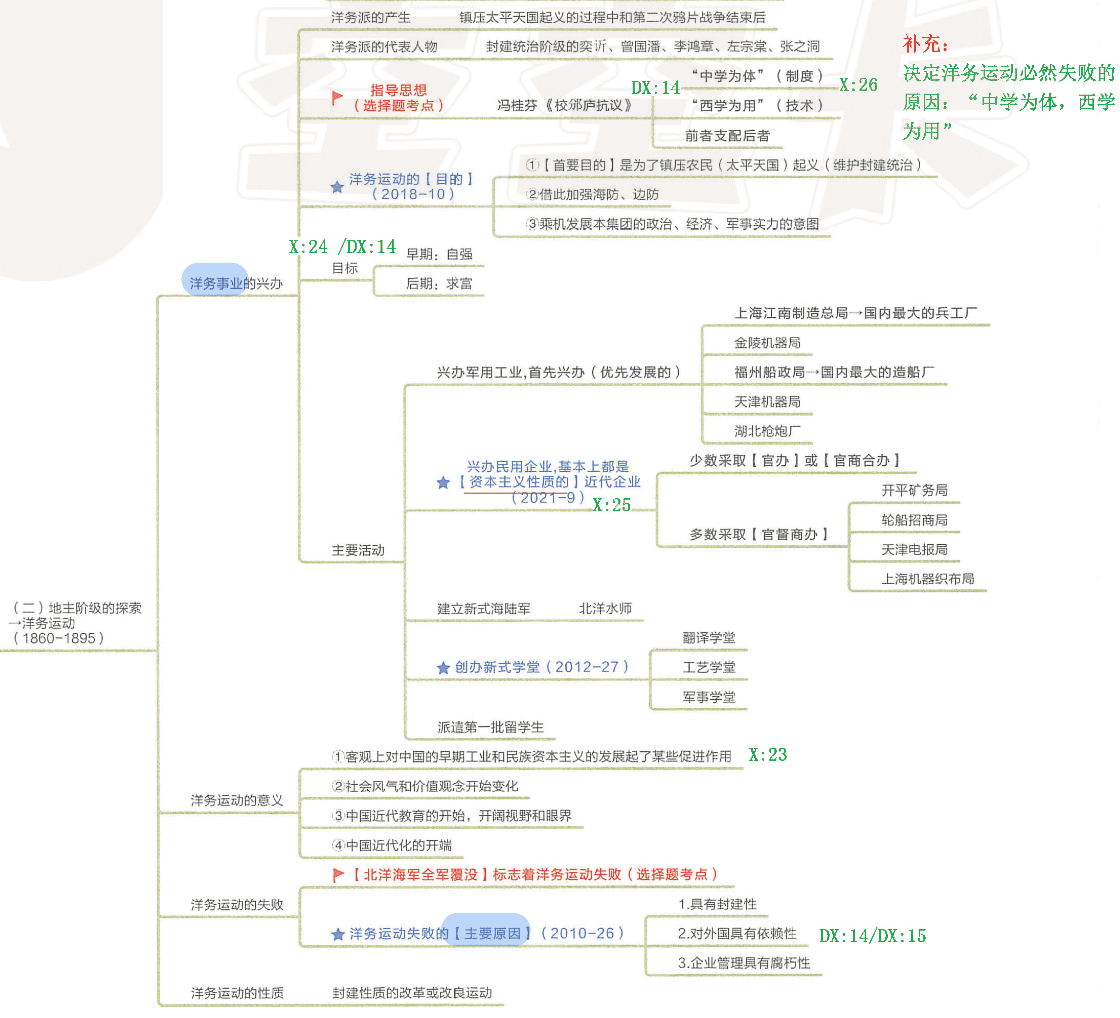 洋务派的产生 镇压太平天国起义的过程中和第二次鸦片战争结束后
洋务派的代表人物 封建统治阶级的奕䜣、曾国藩、李鸿章、左宗棠、张之洞
补充：
决定洋务运动必然失败的
原因：“中学为体，西学
为用”
指导思想
（选择题考点）
冯桂芬《校邠庐抗议》
DX:14
“中学为体”（制度）
X:26
“西学为用”（技术）
前者支配后者
洋务运动的【目的】
（2018-10）
①【首要目的】是为了镇压农民（太平天国）起义（维护封建统治）
②借此加强海防、边防
③乘机发展本集团的政治、经济、军事实力的意图
X:24 /DX:14
目标
早期：自强
后期：求富
洋务事业的兴办
兴办军用工业,首先兴办（优先发展的）
上海江南制造总局→国内最大的兵工厂
金陵机器局
福州船政局→国内最大的造船厂
天津机器局
湖北枪炮厂
兴办民用企业,基本上都是
【资本主义性质的】近代企业
（2021-9）
X:25
少数采取【官办】或【官商合办】
多数采取【官督商办】
开平矿务局
轮船招商局
天津电报局
上海机器织布局
主要活动
（二）地主阶级的探索
→洋务运动
（1860-1895）
建立新式海陆军 北洋水师
创办新式学堂（2012-27）
翻译学堂
工艺学堂
军事学堂
派遣第一批留学生
洋务运动的意义
①客观上对中国的早期工业和民族资本主义的发展起了某些促进作用
X:23
②社会风气和价值观念开始变化
③中国近代教育的开始，开阔视野和眼界
④中国近代化的开端
洋务运动的失败
【北洋海军全军覆没】标志着洋务运动失败（选择题考点）
洋务运动失败的【主要原因】（2010-26）
1.具有封建性
2.对外国具有依赖性
3.企业管理具有腐朽性
DX:14/DX:15
洋务运动的性质 封建性质的改革或改良运动